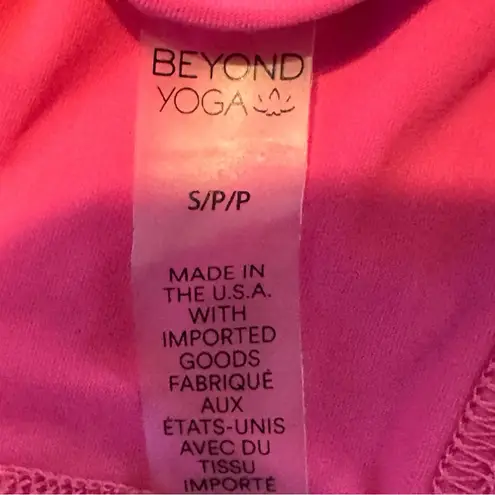 BEYOND
YOGA
S/P/P
MADE IN
THE U.S.A.
WITH
IMPORTED
GOODS
FABRIQUÉ
AUX
ÉTATS-UNIS
AVEC DU
TISSU
IMPORTÉ